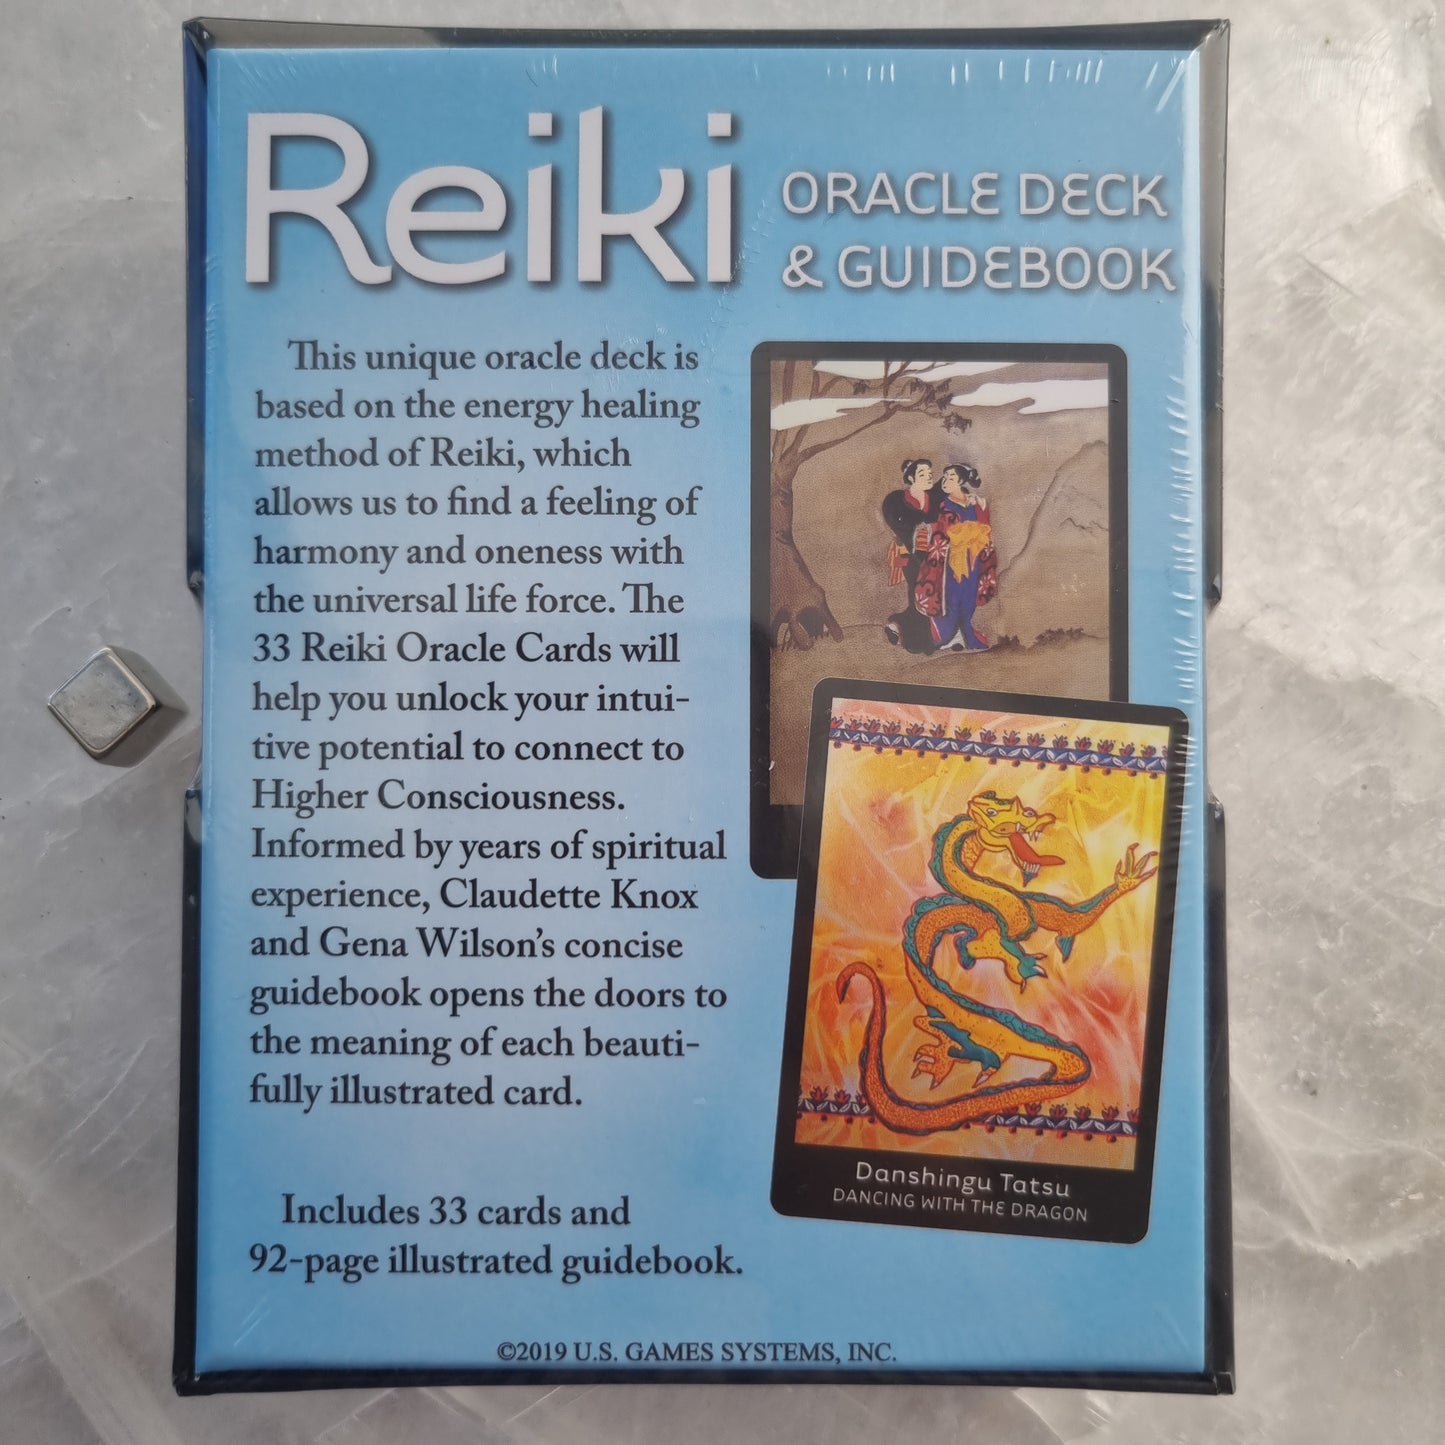 Reiki
ORACLE DECK
& GUIDEBOOK
This unique oracle deck is
based on the energy healing
method of Reiki, which
allows us to find a feeling of
harmony and oneness with
the universal life force. The
33 Reiki Oracle Cards will
help you unlock your intui-
tive potential to connect to
Higher Consciousness.
Informed by years of spiritual
experience, Claudette Knox
and Gena Wilson's concise
guidebook opens the doors to
the meaning of each beauti-
fully illustrated card.
Includes 33 cards and
92-page illustrated guidebook.
Danshingu Tatsu
DANCING WITH THE DRAGON
©2019 U.S. GAMES SYSTEMS, INC.